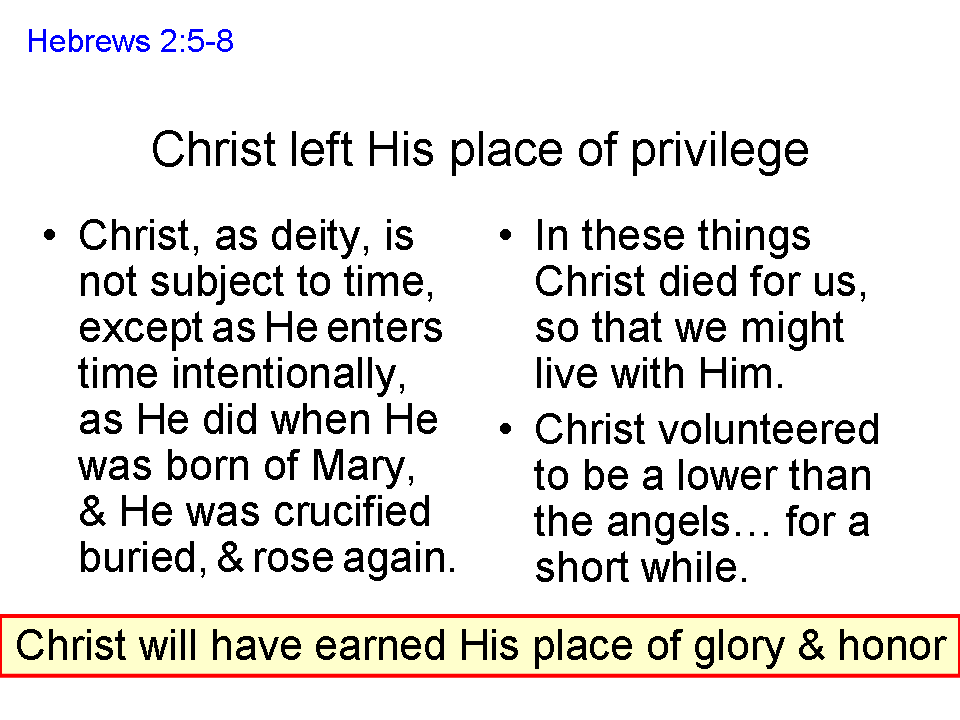 Hebrews 2:5-8
Christ left His place of privilege
• Christ, as deity, is
not subject to time,
except as He enters
time intentionally,
as He did when He
was born of Mary,
& He was crucified
buried, & rose again.
• In these things
Christ died for us,
so that we might
live with Him.
• Christ volunteered
to be a lower than
the angels… for a
short while.
Christ will have earned His place of glory & honor